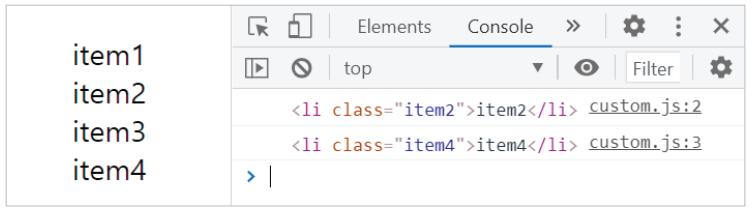 item1
item2
item3
item4
Elements Console »
top Filter
<li class="item2">item2</li> custom.js:2
<li class="item4">item4</li> custom.js:3
>